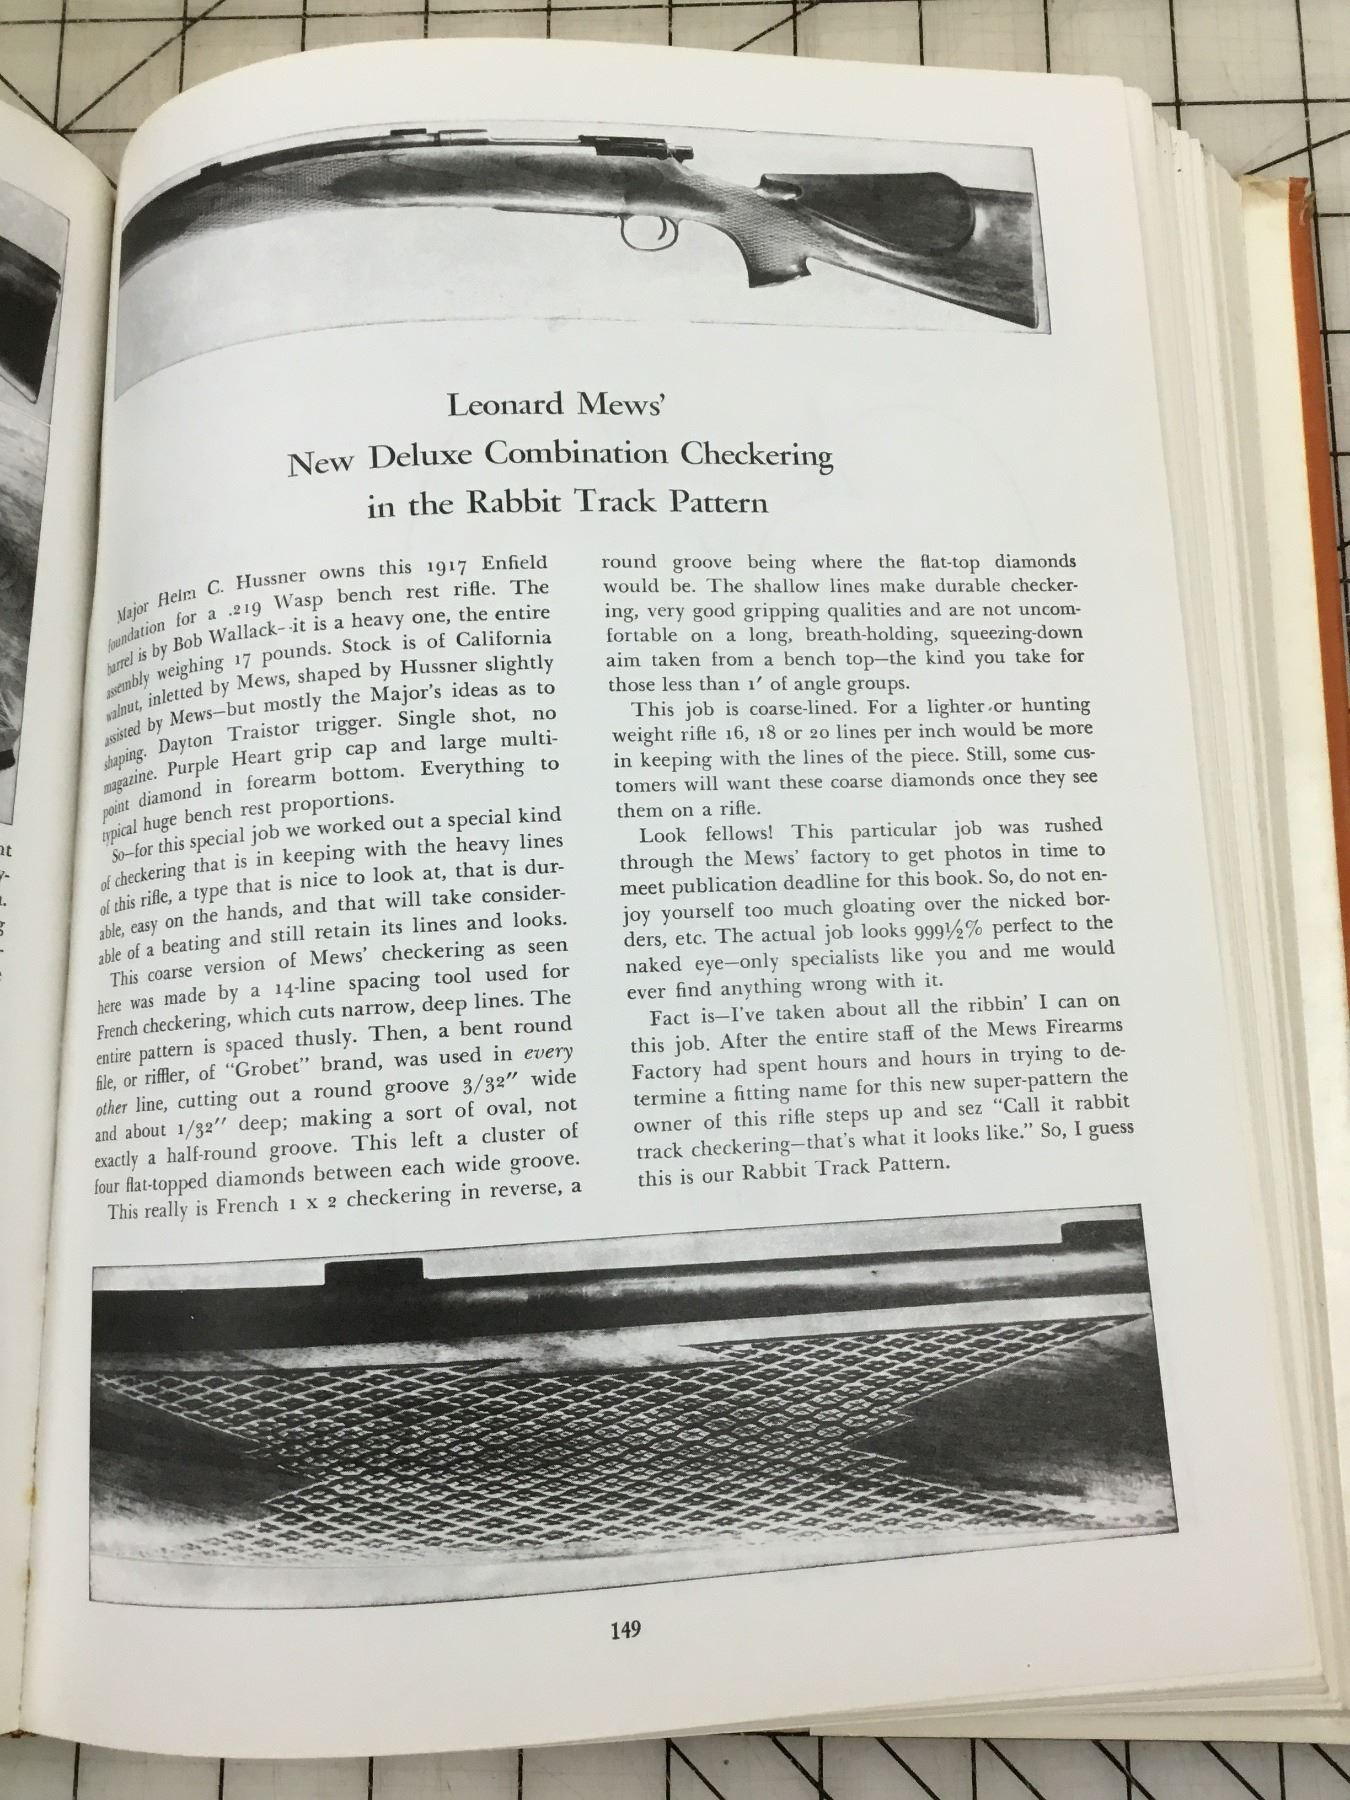 Leonard Mews'
New Deluxe Combination Checkering
in the Rabbit Track Pattern
Major Helm C. Hussner owns this 1917 Enfield
foundation for a .219 Wasp bench rest rifle. The
barrel is by Bob Wallack--it is a heavy one, the entire
assembly weighing 17 pounds. Stock is of California
walnut, inletted by Mews, shaped by Hussner slightly
assisted by Mews—but mostly the Major's ideas as to
shaping. Dayton Traistor trigger. Single shot, no
magazine. Purple Heart grip cap and large multi-
point diamond in forearm bottom. Everything to
typical huge bench rest proportions.
So—for this special job we worked out a special kind
of checkering that is in keeping with the heavy lines
of this rifle, a type that is nice to look at, that is dur-
able, easy on the hands, and that will take consider-
able of a beating and still retain its lines and looks.
This coarse version of Mews' checkering as seen
here was made by a 14-line spacing tool used for
French checkering, which cuts narrow, deep lines. The
entire pattern is spaced thusly. Then, a bent round
file, or riffler, of "Grobet" brand, was used in every
other line, cutting out a round groove 3/32" wide
and about 1/32" deep; making a sort of oval, not
exactly a half-round groove. This left a cluster of
four flat-topped diamonds between each wide groove.
This really is French 1 x 2 checkering in reverse, a
round groove being where the flat-top diamonds
would be. The shallow lines make durable checker-
ing, very good gripping qualities and are not uncom-
fortable on a long, breath-holding, squeezing-down
aim taken from a bench top—the kind you take for
those less than 1' of angle groups.
This job is coarse-lined. For a lighter or hunting
weight rifle 16, 18 or 20 lines per inch would be more
in keeping with the lines of the piece. Still, some cus-
tomers will want these coarse diamonds once they see
them on a rifle.
Look fellows! This particular job was rushed
through the Mews' factory to get photos in time to
meet publication deadline for this book. So, do not en-
joy yourself too much gloating over the nicked bor-
ders, etc. The actual job looks 999½% perfect to the
naked eye—only specialists like you and me would
ever find anything wrong with it.
Fact is—I've taken about all the ribbin' I can on
this job. After the entire staff of the Mews Firearms
Factory had spent hours and hours in trying to de-
termine a fitting name for this new super-pattern the
owner of this rifle steps up and sez "Call it rabbit
track checkering—that's what it looks like." So, I guess
this is our Rabbit Track Pattern.
149